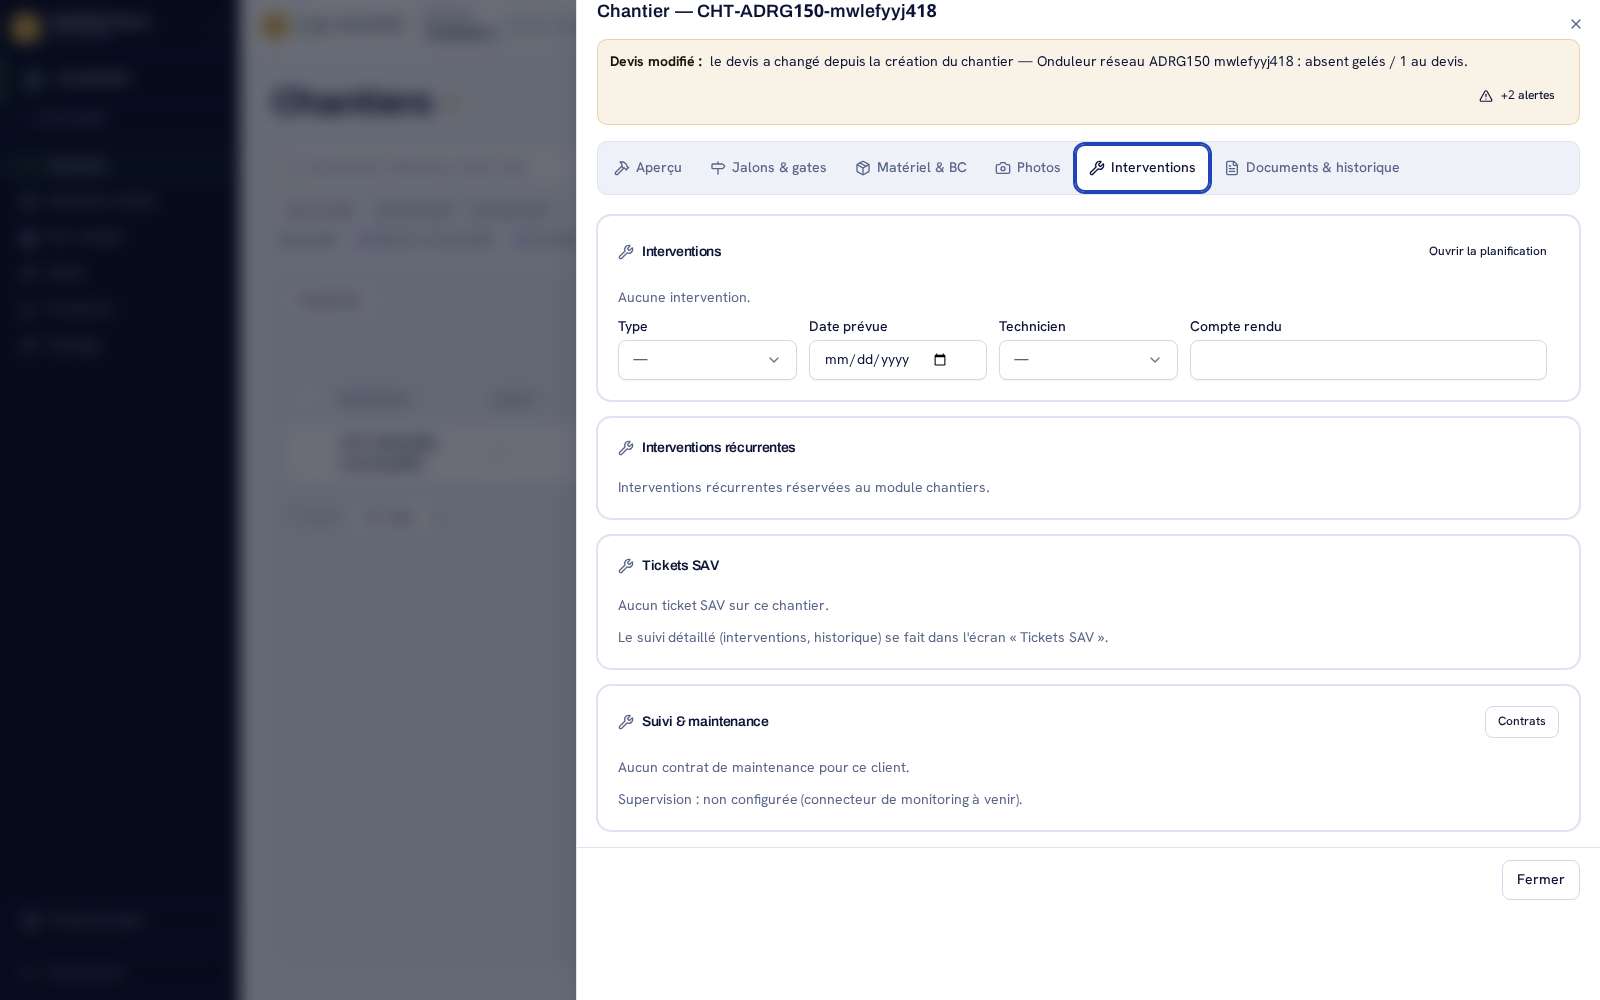 Chantier — CHT-ADRG150-mwlefyyj418
Devis modifié : le devis a changé depuis la création du chantier — Onduleur réseau ADRG150 mwlefyyj418 : absent gelés / 1 au devis.
+2 alertes
Aperçu
Jalons & gates
Matériel & BC
Photos
Interventions
Documents & historique
Interventions
Ouvrir la planification
Aucune intervention.
Type
Date prévue
Technicien
Compte rendu
—
mm/dd/yyyy
—
Interventions récurrentes
Interventions récurrentes réservées au module chantiers.
Tickets SAV
Aucun ticket SAV sur ce chantier.
Le suivi détaillé (interventions, historique) se fait dans l'écran « Tickets SAV ».
Suivi & maintenance
Contrats
Aucun contrat de maintenance pour ce client.
Supervision : non configurée (connecteur de monitoring à venir).
Fermer
Chantiers